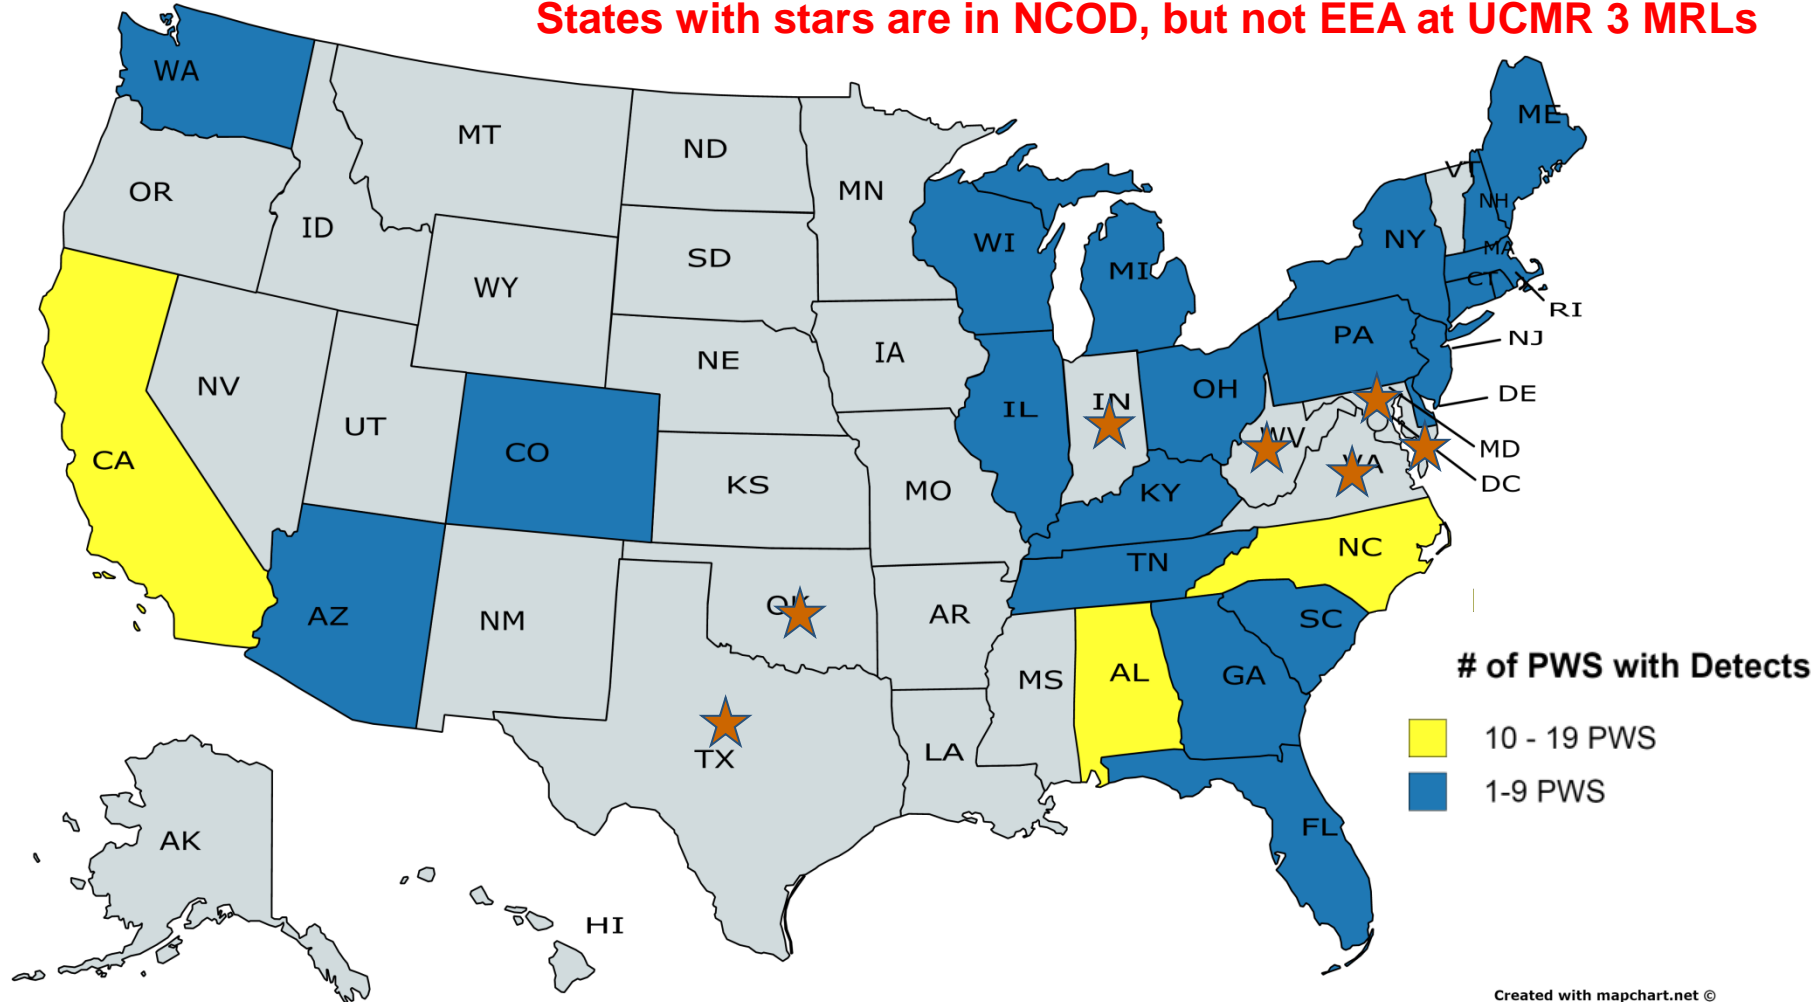 States with stars are in NCOD, but not EEA at UCMR 3 MRLs
WA
MT
ND
MN
OR
ID
SD
WY
WI
MI
NY
VT
ME
NH
MA
CT
RI
NJ
PA
DE
MD
DC
NE
IA
NV
UT
CO
CA
KS
MO
IL
IN
OH
WV
VA
KY
TN
NC
SC
AZ
NM
OK
AR
MS
AL
GA
TX
LA
FL
AK
HI
# of PWS with Detects
10 - 19 PWS
1-9 PWS
Created with mapchart.net ©